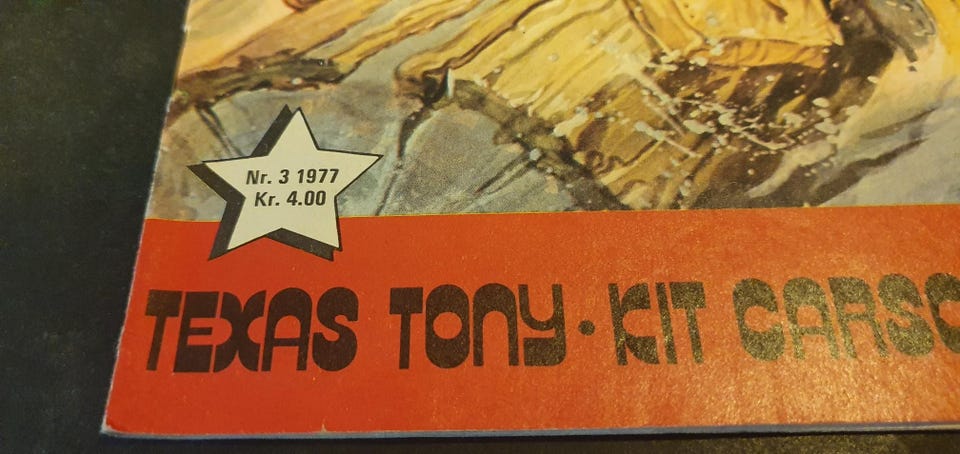 Nr. 3 1977
Kr. 4.00
TEXAS TONY · KIT CARSO